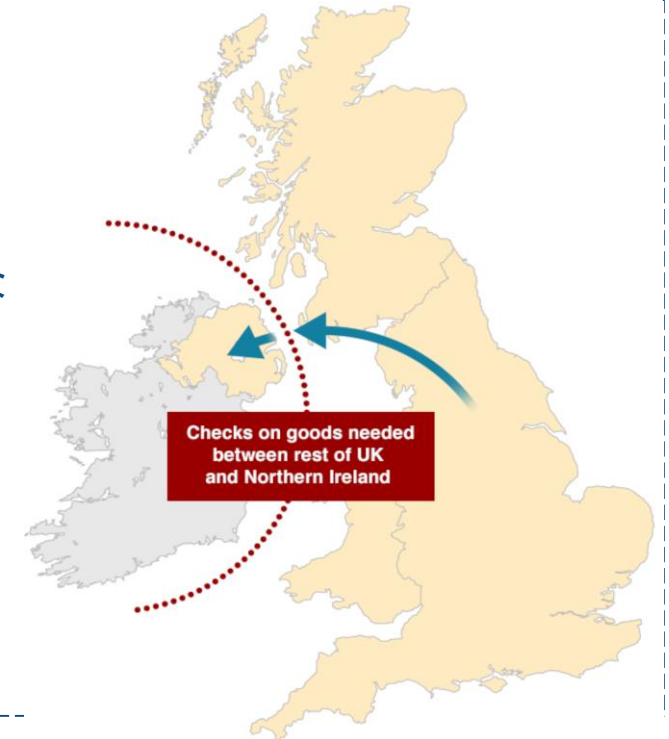 Checks on goods needed
between rest of UK
and Northern Ireland